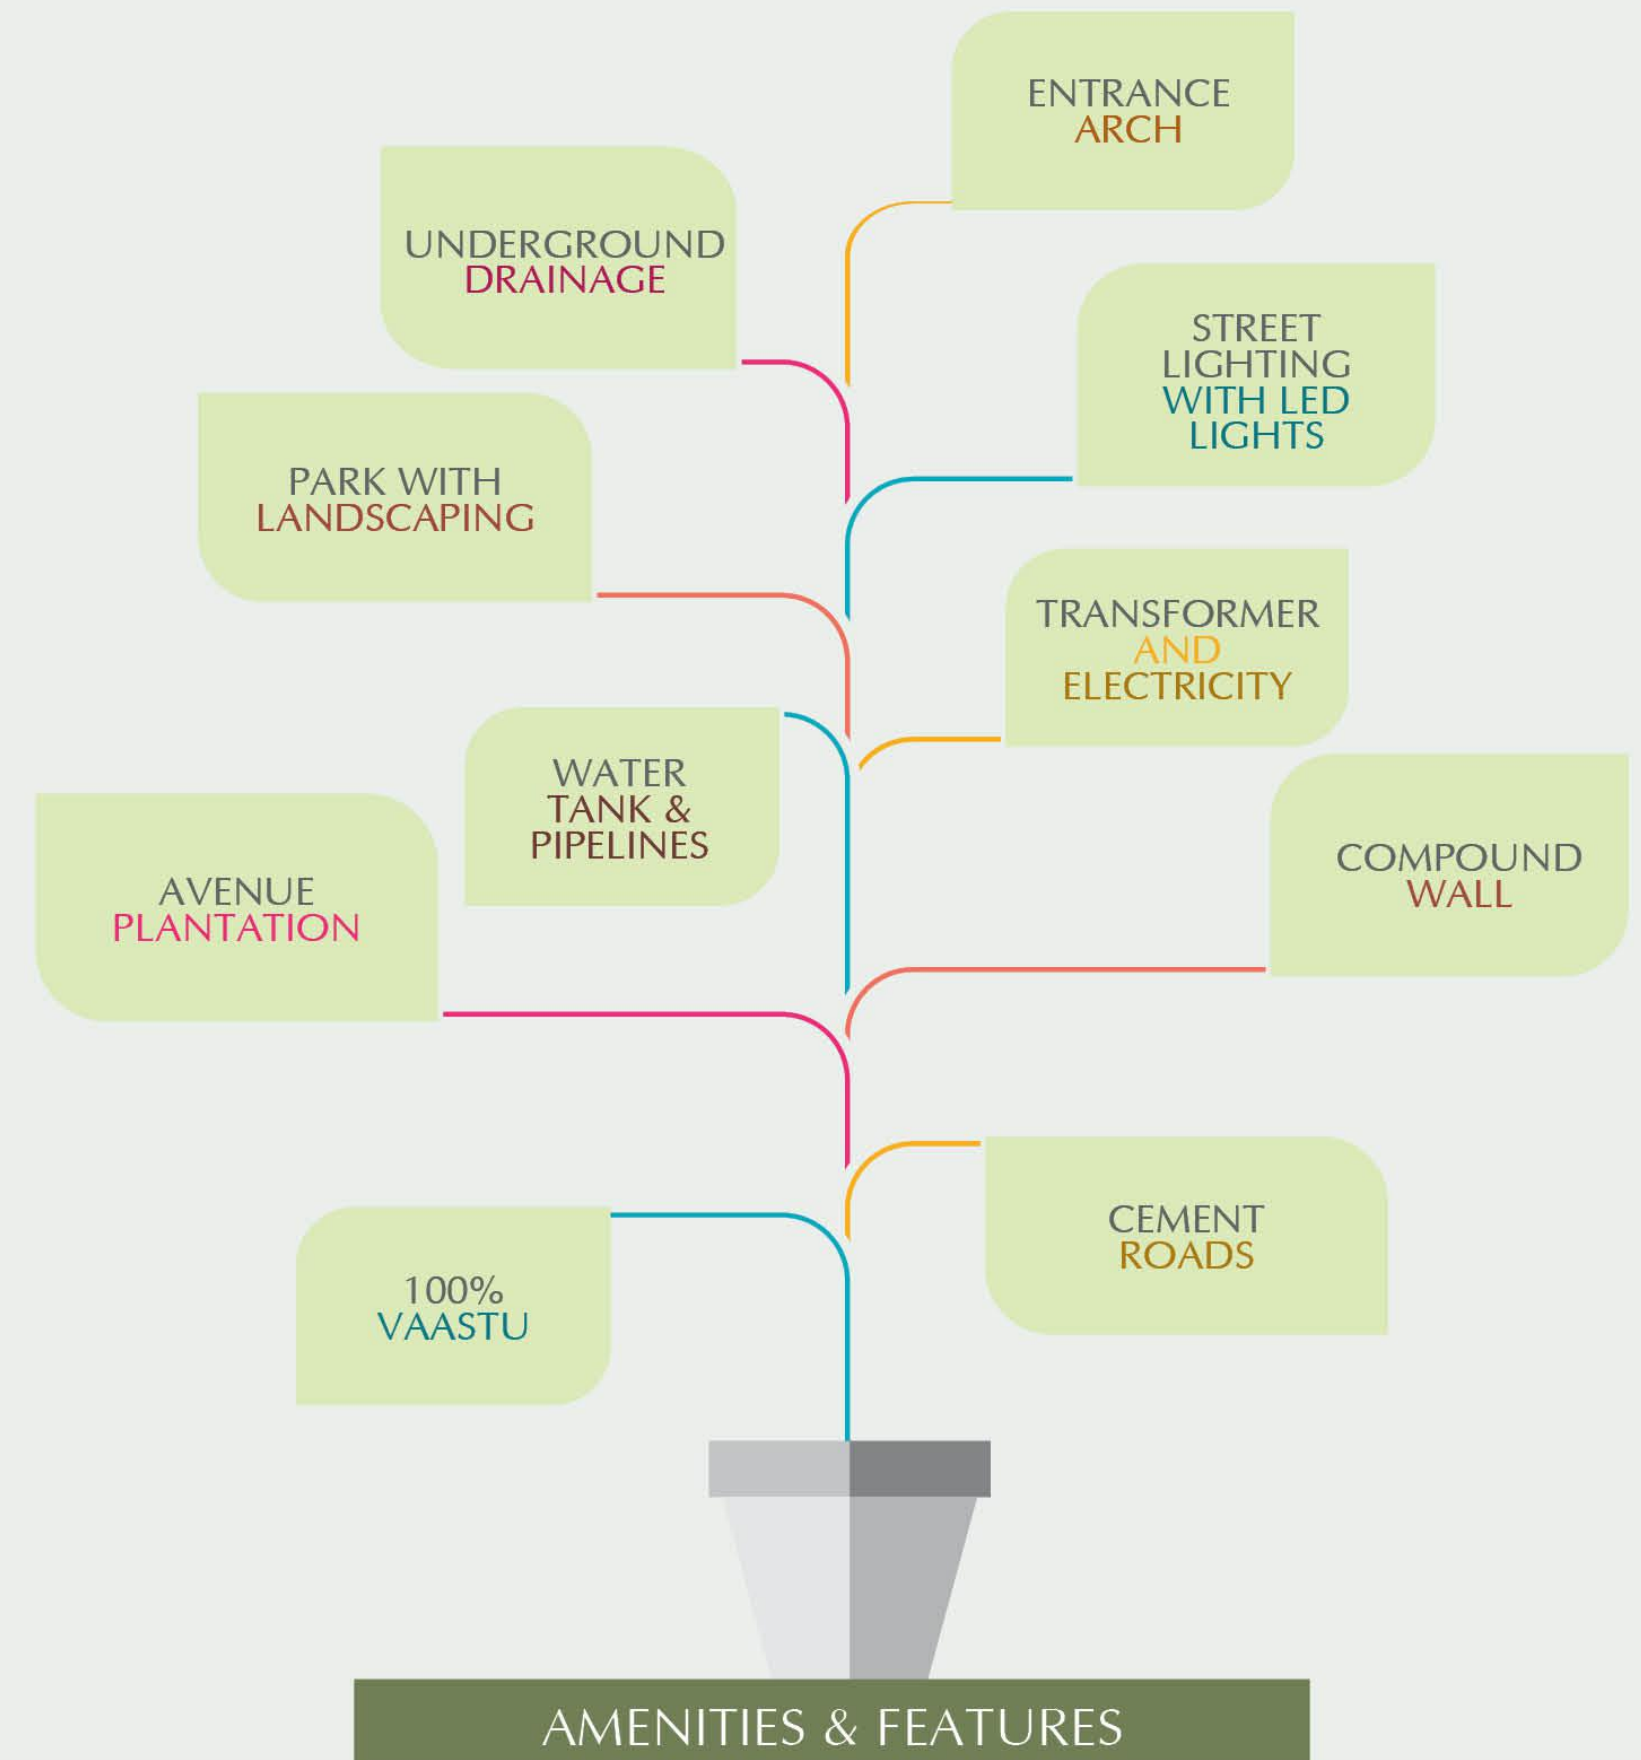 ENTRANCE
ARCH
UNDERGROUND
DRAINAGE
STREET
LIGHTING
WITH LED
LIGHTS
PARK WITH
LANDSCAPING
TRANSFORMER
AND
ELECTRICITY
WATER
TANK &
PIPELINES
COMPOUND
WALL
AVENUE
PLANTATION
CEMENT
ROADS
100%
VAASTU
AMENITIES & FEATURES